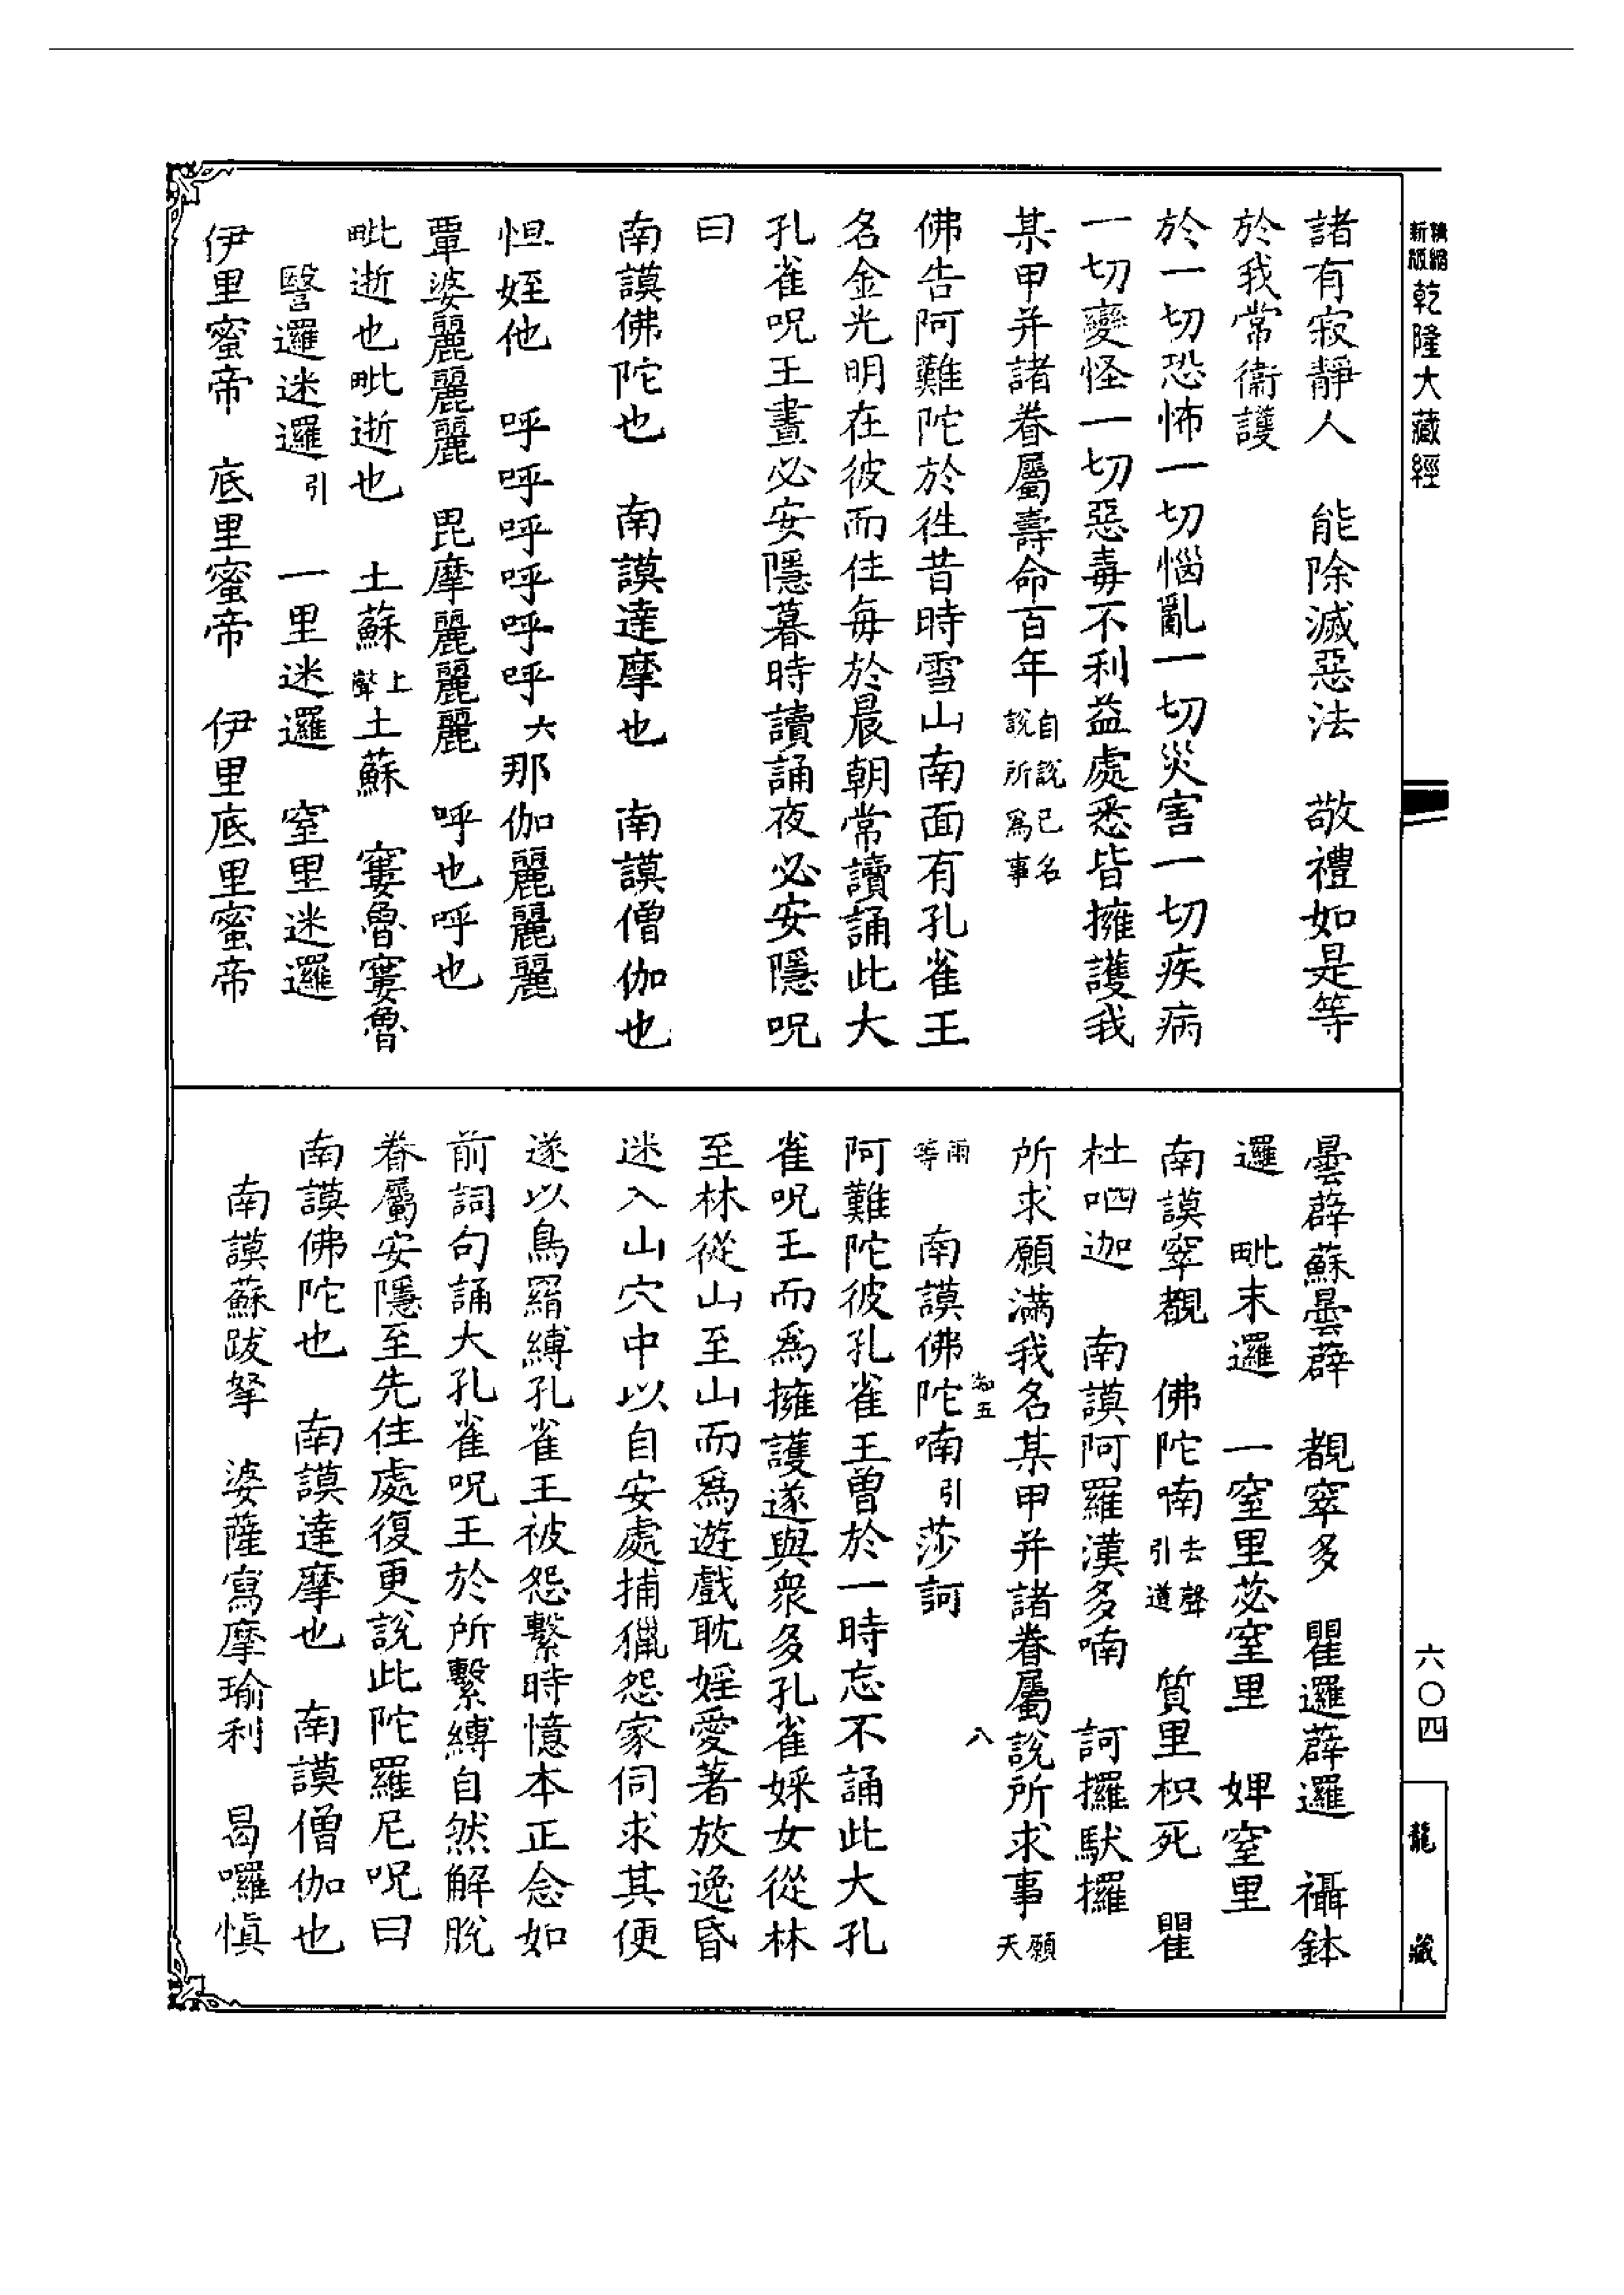 精縮新版乾隆大藏經
六〇四
龍藏
諸有寂靜人　能除滅惡法　敬禮如是等
於我常衞護
於一切恐怖一切惱亂一切災害一切疾病
一切變怪一切惡毒不利益處悉皆擁護我
某甲并諸眷屬壽命百年自說己名說所爲事
佛告阿難陀於徃昔時雪山南面有孔雀王
名金光明在彼而住每於晨朝常讀誦此大
孔雀呪王晝必安隱暮時讀誦夜必安隱呪
曰
南謨佛陀也　南謨達摩也　南謨僧伽也
怛姪他　呼呼呼呼呼呼六那伽麗麗麗
覃婆麗麗麗　毘摩麗麗麗　呼也呼也
毗逝也毗逝也　土蘇上聲土蘇　窶魯窶魯
瞖邏迷邏引　一里迷邏　窒里迷邏
伊里蜜帝　底里蜜帝　伊里底里蜜帝
曇薜蘇曇薜　覩窣多　瞿邏薜邏　襵鉢
邏　毗末邏　一窒里苾窒里　婢窒里
南謨窣覩　佛陀喃去聲引道　質里枳死　瞿
杜呬迦　南謨阿羅漢多喃　訶攞馱攞
所求願滿我名某甲并諸眷屬說所求事願天
雨等　南謨佛陀喃引莎訶
五　八
阿難陀彼孔雀王曾於一時忘不誦此大孔
雀呪王而爲擁護遂與衆多孔雀婇女從林
至林從山至山而爲遊戲耽婬愛著放逸昏
迷入山穴中以自安處捕獵怨家伺求其便
遂以鳥羂縛孔雀王被怨繫時憶本正念如
前詞句誦大孔雀呪王於所繫縛自然解脫
眷屬安隱至先住處復更說此陀羅尼呪曰
南謨佛陀也　南謨達摩也　南謨僧伽也
南謨蘇跋拏　婆薩寫摩瑜利　曷囉愼